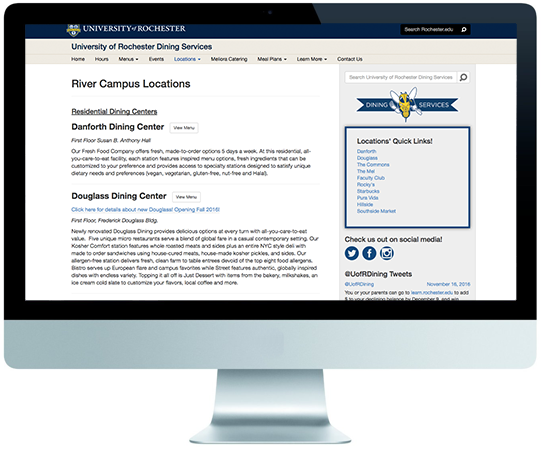 UNIVERSITY of ROCHESTER
Search Rochester.edu
University of Rochester Dining Services
Home Hours Menus Events Locations Meliora Catering Meal Plans Learn More Contact Us
River Campus Locations
Residential Dining Centers
Danforth Dining Center View Menu
First Floor Susan B. Anthony Hall
Our Fresh Food Company offers fresh, made-to-order options 5 days a week. At this residential, all-
you-care-to-eat facility, each station features inspired menu options, fresh ingredients that can be
customized to your preference and provides access to specialty stations designed to satisfy unique
dietary needs and preferences (vegan, vegetarian, gluten-free, nut-free and Halal).
Douglass Dining Center View Menu
Click here for details about new Douglass! Opening Fall 2016!
First Floor, Frederick Douglass Bldg.
Newly renovated Douglass Dining provides delicious options at every turn with all-you-care-to-eat
value. Five unique micro restaurants serve a blend of global fare in a casual contemporary setting. Our
Kosher Comfort station features whole roasted meats and sides plus an entire NYC style deli with
made to order sandwiches using house-cured meats, house-made kosher pickles, and sides. Our
allergen-free station delivers fresh, clean farm to table entrees devoid of the top eight food allergens.
Bistro serves up European flare and campus favorites while Street features authentic, globally inspired
dishes with endless variety. Topping it all off is Just Dessert with items from the bakery, milkshakes, an
ice cream cold slate to customize your flavors, local coffee and more.
Search University of Rochester Dining Services
DINING SERVICES
Locations' Quick Links!
Danforth
Douglass
The Commons
The Mel
Faculty Club
Rocky's
Starbucks
Pura Vida
Hillside
Southside Market
Check us out on social media!
@UofRDining Tweets
@UofRDining November 18, 2016
You or your parents can go to learn.rochester.edu to add
$ to your declining balance by December 9, and win